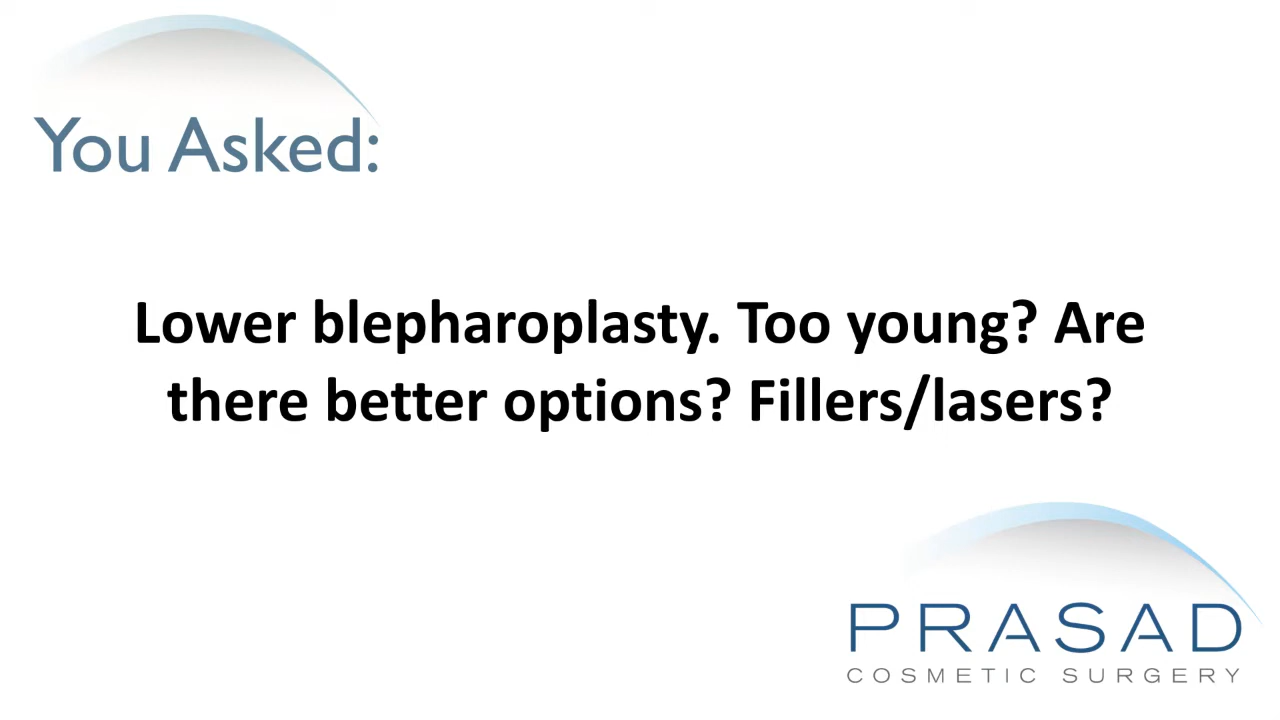 You Asked:
Lower blepharoplasty. Too young? Are
there better options? Fillers/lasers?
PRASAD
COSMETIC SURGERY